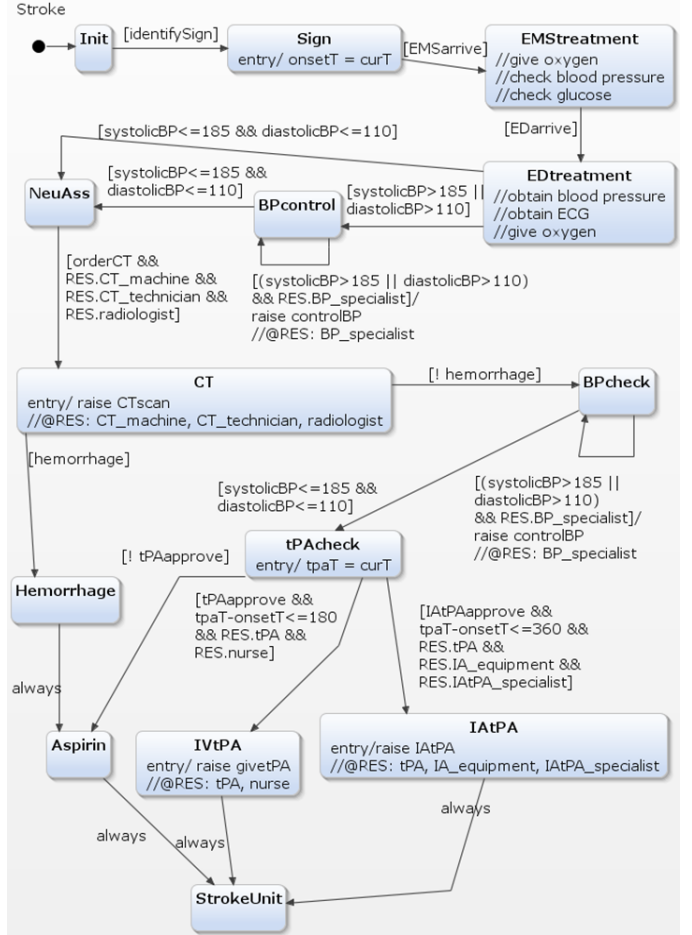 Stroke
Init
[identifySign]
Sign
entry/ onsetT = curT
[EMSarrive]
EMStreatment
//give oxygen
//check blood pressure
//check glucose
[EDarrive]
[systolicBP<=185 && diastolicBP<=110]
EDtreatment
//obtain blood pressure
//obtain ECG
//give oxygen
NeuAss
[systolicBP<=185 &&
diastolicBP<=110]
BPcontrol
[systolicBP>185 ||
diastolicBP>110]
[orderCT &&
RES.CT_machine &&
RES.CT_technician &&
RES.radiologist]
[(systolicBP>185 || diastolicBP>110)
&& RES.BP_specialist]/
raise controlBP
//@RES: BP_specialist
CT
entry/ raise CTscan
//@RES: CT_machine, CT_technician, radiologist
[! hemorrhage]
BPcheck
[hemorrhage]
[systolicBP<=185 &&
diastolicBP<=110]
[(systolicBP>185 ||
diastolicBP>110)
&& RES.BP_specialist]/
raise controlBP
//@RES: BP_specialist
tPAcheck
entry/ tpaT = curT
[! tPAapprove]
Hemorrhage
[tPAapprove &&
tpaT-onsetT<=180
&& RES.tPA &&
RES.nurse]
[IAtPAapprove &&
tpaT-onsetT<=360 &&
RES.tPA &&
RES.IA_equipment &&
RES.IAtPA_specialist]
always
Aspirin
IVtPA
entry/ raise givetPA
//@RES: tPA, nurse
IAtPA
entry/raise IAtPA
//@RES: tPA, IA_equipment, IAtPA_specialist
always
always
always
StrokeUnit